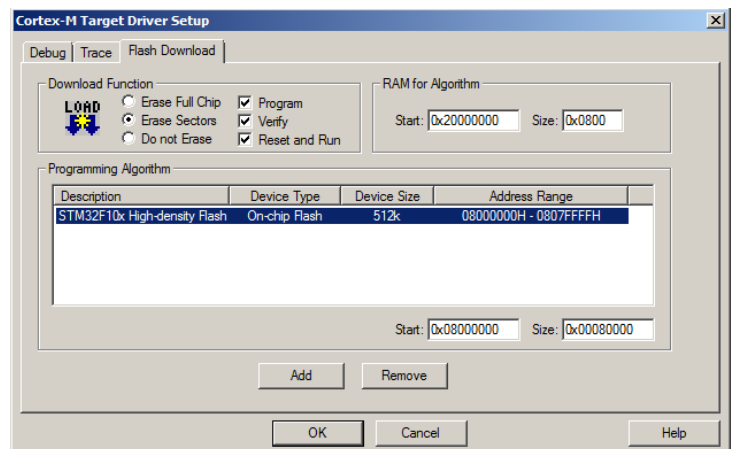 Cortex-M Target Driver Setup
Debug Trace Flash Download
Download Function
LOAD
Erase Full Chip
Erase Sectors
Do not Erase
Program
Verify
Reset and Run
RAM for Algorithm
Start: 0x20000000 Size: 0x0800
Programming Algorithm
Description Device Type Device Size Address Range
STM32F10x High-density Flash On-chip Flash 512k 08000000H - 0807FFFFH
Start: 0x08000000 Size: 0x00080000
Add Remove
OK Cancel Help